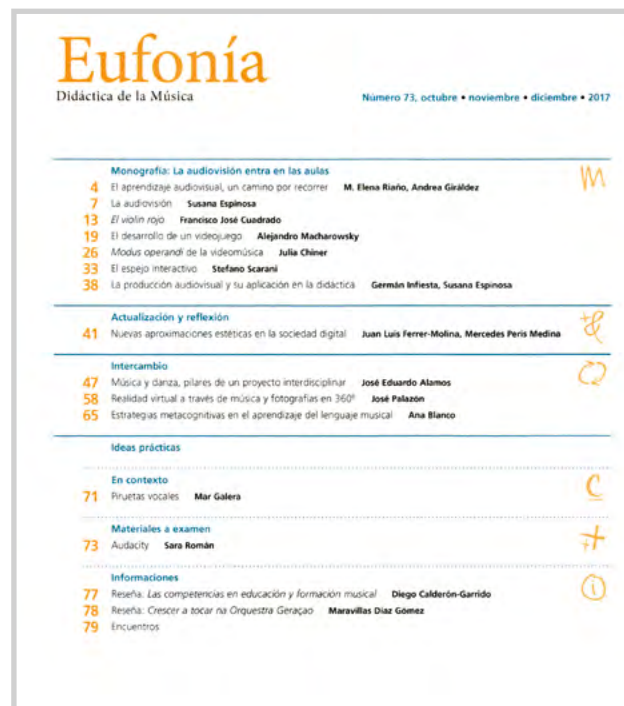 Eufonía
Didáctica de la Música
Número 73, octubre • noviembre • diciembre • 2017
Monografía: La audiovisión entra en las aulas
4 El aprendizaje audiovisual, un camino por recorrer M. Elena Riaño, Andrea Giráldez
7 La audiovisión Susana Espinosa
13 El violín rojo Francisco José Cuadrado
19 El desarrollo de un videojuego Alejandro Macharowsky
26 Modus operandi de la videomúsica Julia Chiner
33 El espejo interactivo Stefano Scarani
38 La producción audiovisual y su aplicación en la didáctica Germán Infiesta, Susana Espinosa
Actualización y reflexión
41 Nuevas aproximaciones estéticas en la sociedad digital Juan Luis Ferrer-Molina, Mercedes Peris Medina
Intercambio
47 Música y danza, pilares de un proyecto interdisciplinar José Eduardo Alamos
58 Realidad virtual a través de música y fotografías en 360º José Palazón
65 Estrategias metacognitivas en el aprendizaje del lenguaje musical Ana Blanco
Ideas prácticas
En contexto
71 Piruetas vocales Mar Galera
Materiales a examen
73 Audacity Sara Román
Informaciones
77 Reseña: Las competencias en educación y formación musical Diego Calderón-Garrido
78 Reseña: Crescer a tocar na Orquestra Geraçao Maravillas Díaz Gómez
79 Encuentros